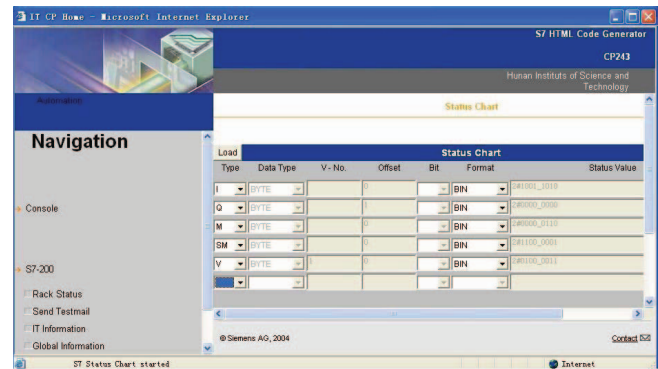 IT CP Home - Microsoft Internet Explorer
S7 HTML Code Generator
CP243
Hunan Instituts of Science and
Technology
Automation
Status Chart
Navigation
Load Status Chart
Type Data Type V - No. Offset Bit Format Status Value
I BYTE 0 BIN 2#1001_1010
Q BYTE 1 BIN 2#0000_0000
M BYTE 0 BIN 2#0000_0110
SM BYTE 0 BIN 2#1100_0001
V BYTE 1 0 BIN 2#0100_0011
Console
S7-200
Rack Status
Send Testmail
IT Information
Global Information
© Siemens AG, 2004 Contact
S7 Status Chart started Internet